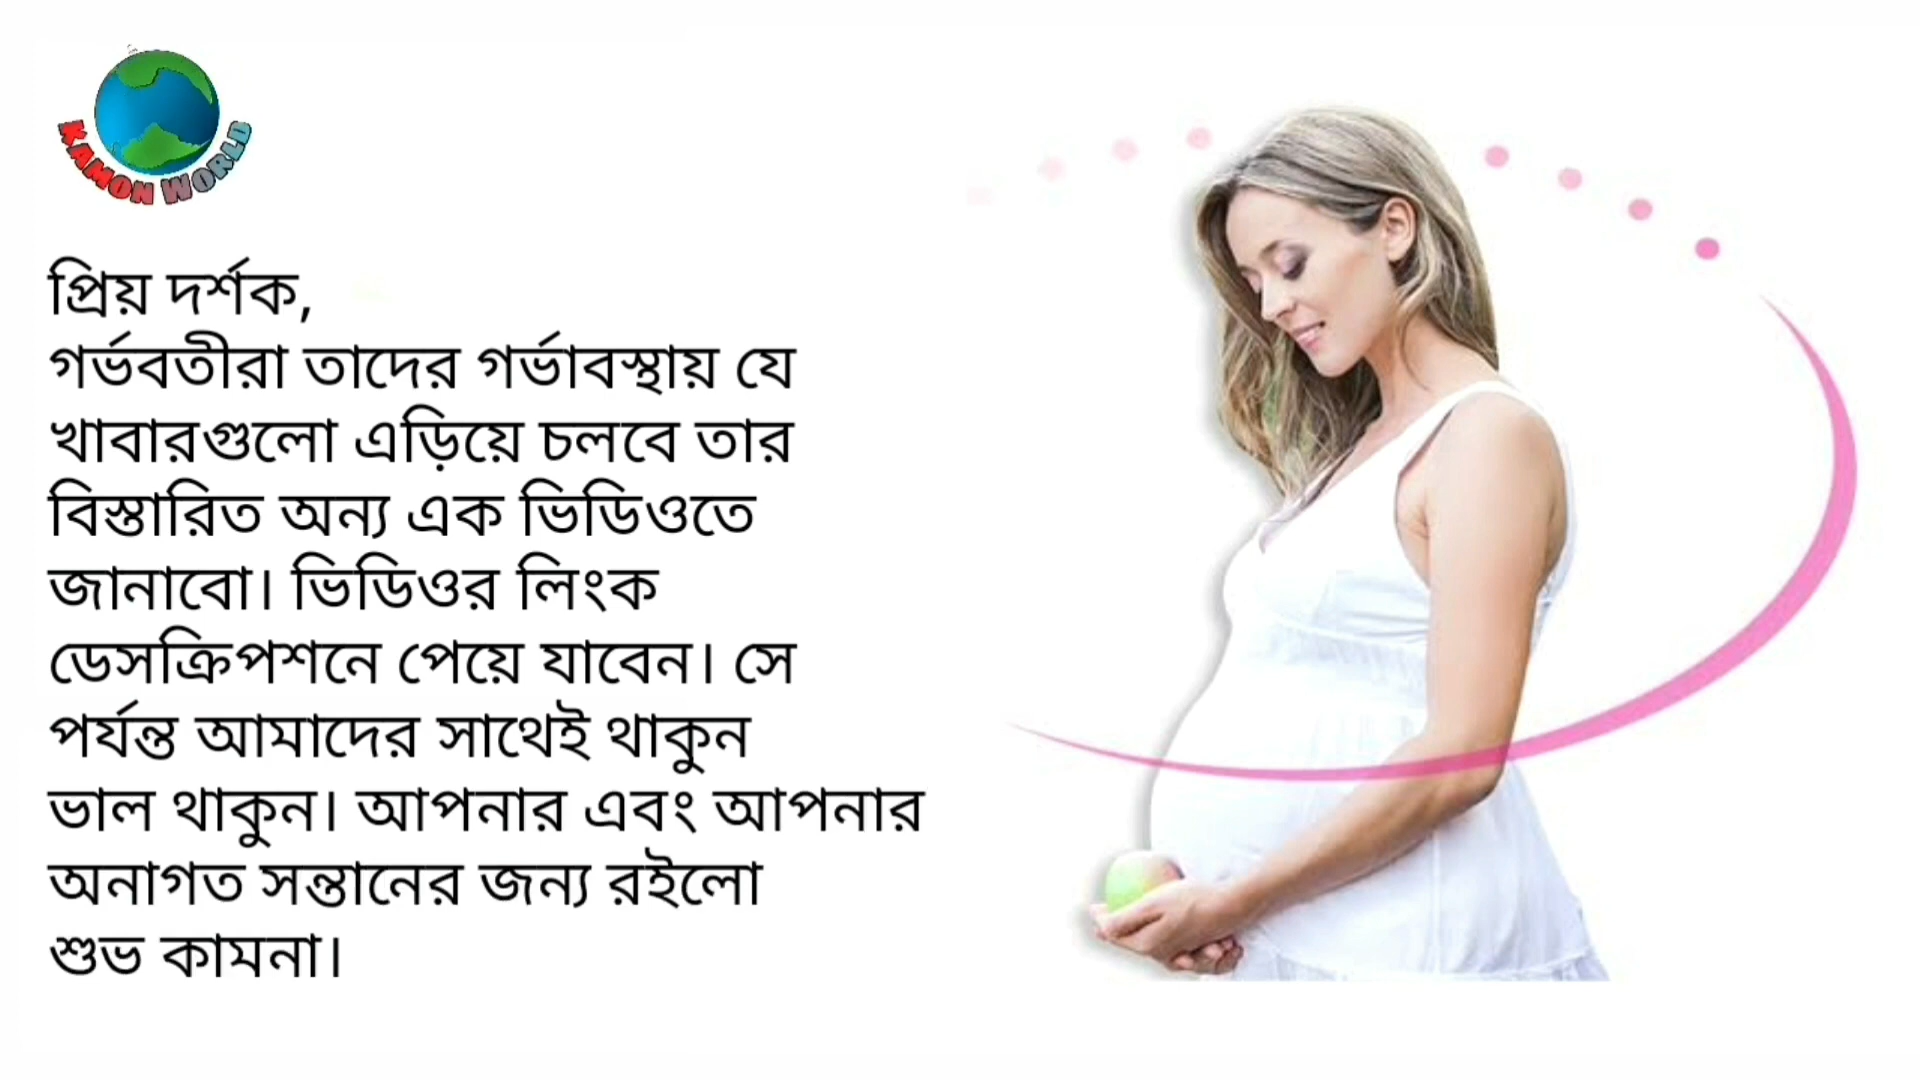 KAMON WORLD
প্রিয় দর্শক,
গর্ভবতীরা তাদের গর্ভাবস্থায় যে
খাবারগুলো এড়িয়ে চলবে তার
বিস্তারিত অন্য এক ভিডিওতে
জানাবো। ভিডিওর লিংক
ডেসক্রিপশনে পেয়ে যাবেন। সে
পর্যন্ত আমাদের সাথেই থাকুন
ভাল থাকুন। আপনার এবং আপনার
অনাগত সন্তানের জন্য রইলো
শুভ কামনা।